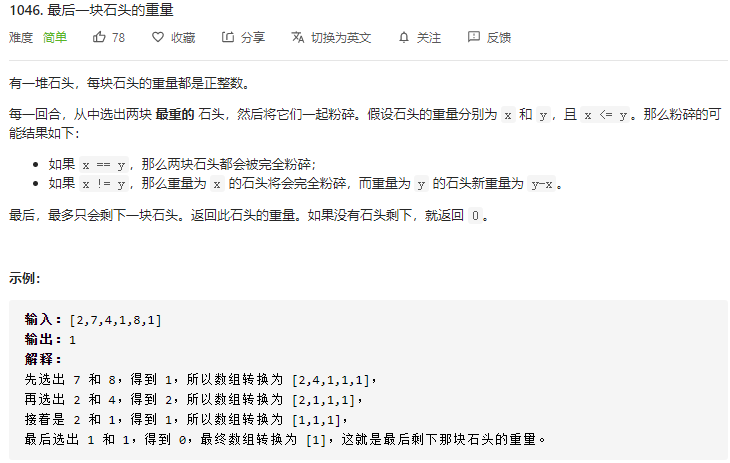 1046. 最后一块石头的重量
难度 简单 78 收藏 分享 切换为英文 关注 反馈
有一堆石头，每块石头的重量都是正整数。
每一回合，从中选出两块 最重的 石头，然后将它们一起粉碎。假设石头的重量分别为 x 和 y，且 x <= y。那么粉碎的可
能结果如下：
如果 x == y，那么两块石头都会被完全粉碎；
如果 x != y，那么重量为 x 的石头将会完全粉碎，而重量为 y 的石头新重量为 y-x。
最后，最多只会剩下一块石头。返回此石头的重量。如果没有石头剩下，就返回 0。
示例：
输入：[2,7,4,1,8,1]
输出：1
解释：
先选出 7 和 8，得到 1，所以数组转换为 [2,4,1,1,1]，
再选出 2 和 4，得到 2，所以数组转换为 [2,1,1,1]，
接着是 2 和 1，得到 1，所以数组转换为 [1,1,1]，
最后选出 1 和 1，得到 0，最终数组转换为 [1]，这就是最后剩下那块石头的重量。